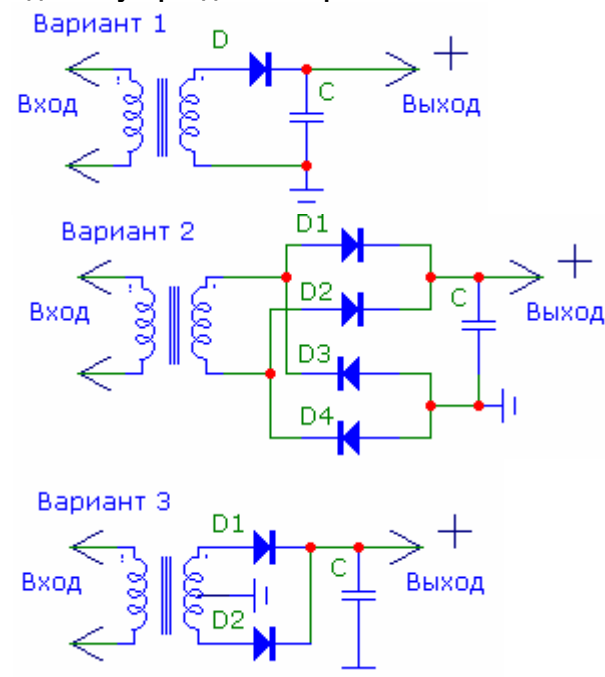 Вариант 1
D
+
Вход
C
Выход
Вариант 2
D1
+
D2
C
Вход
Выход
D3
D4
Вариант 3
D1
+
Вход
C
Выход
D2